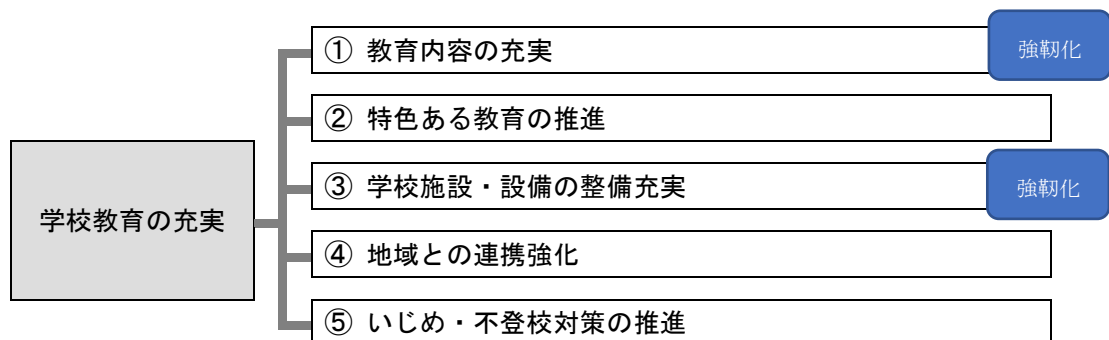 ① 教育内容の充実
強靭化
② 特色ある教育の推進
③ 学校施設・設備の整備充実
強靭化
学校教育の充実
④ 地域との連携強化
⑤ いじめ・不登校対策の推進